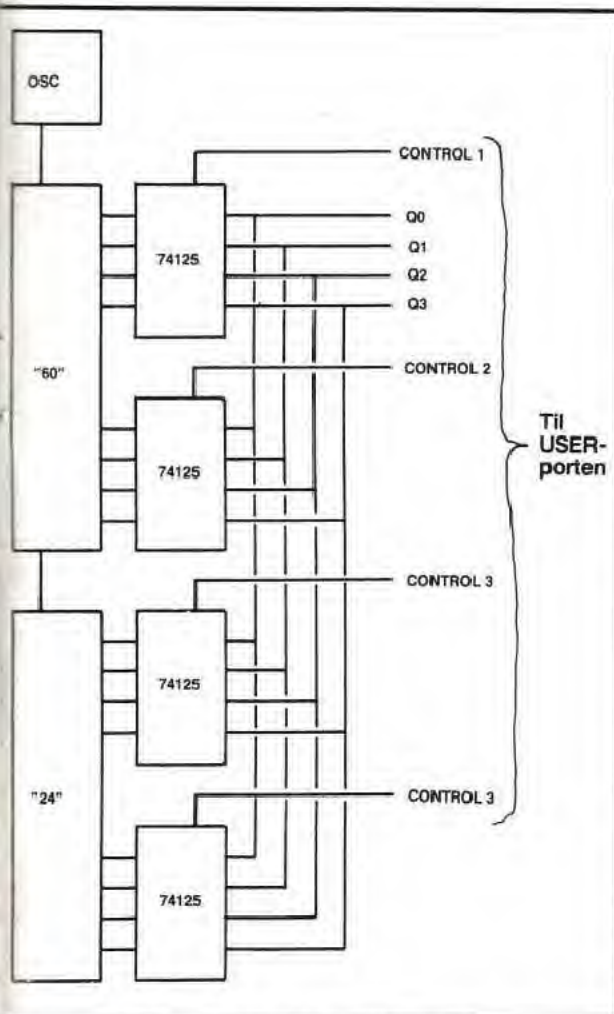 OSC
CONTROL 1
Q0
74125
Q1
Q2
Q3
"60"
CONTROL 2
74125
Til
USER-
porten
CONTROL 3
74125
"24"
CONTROL 3
74125